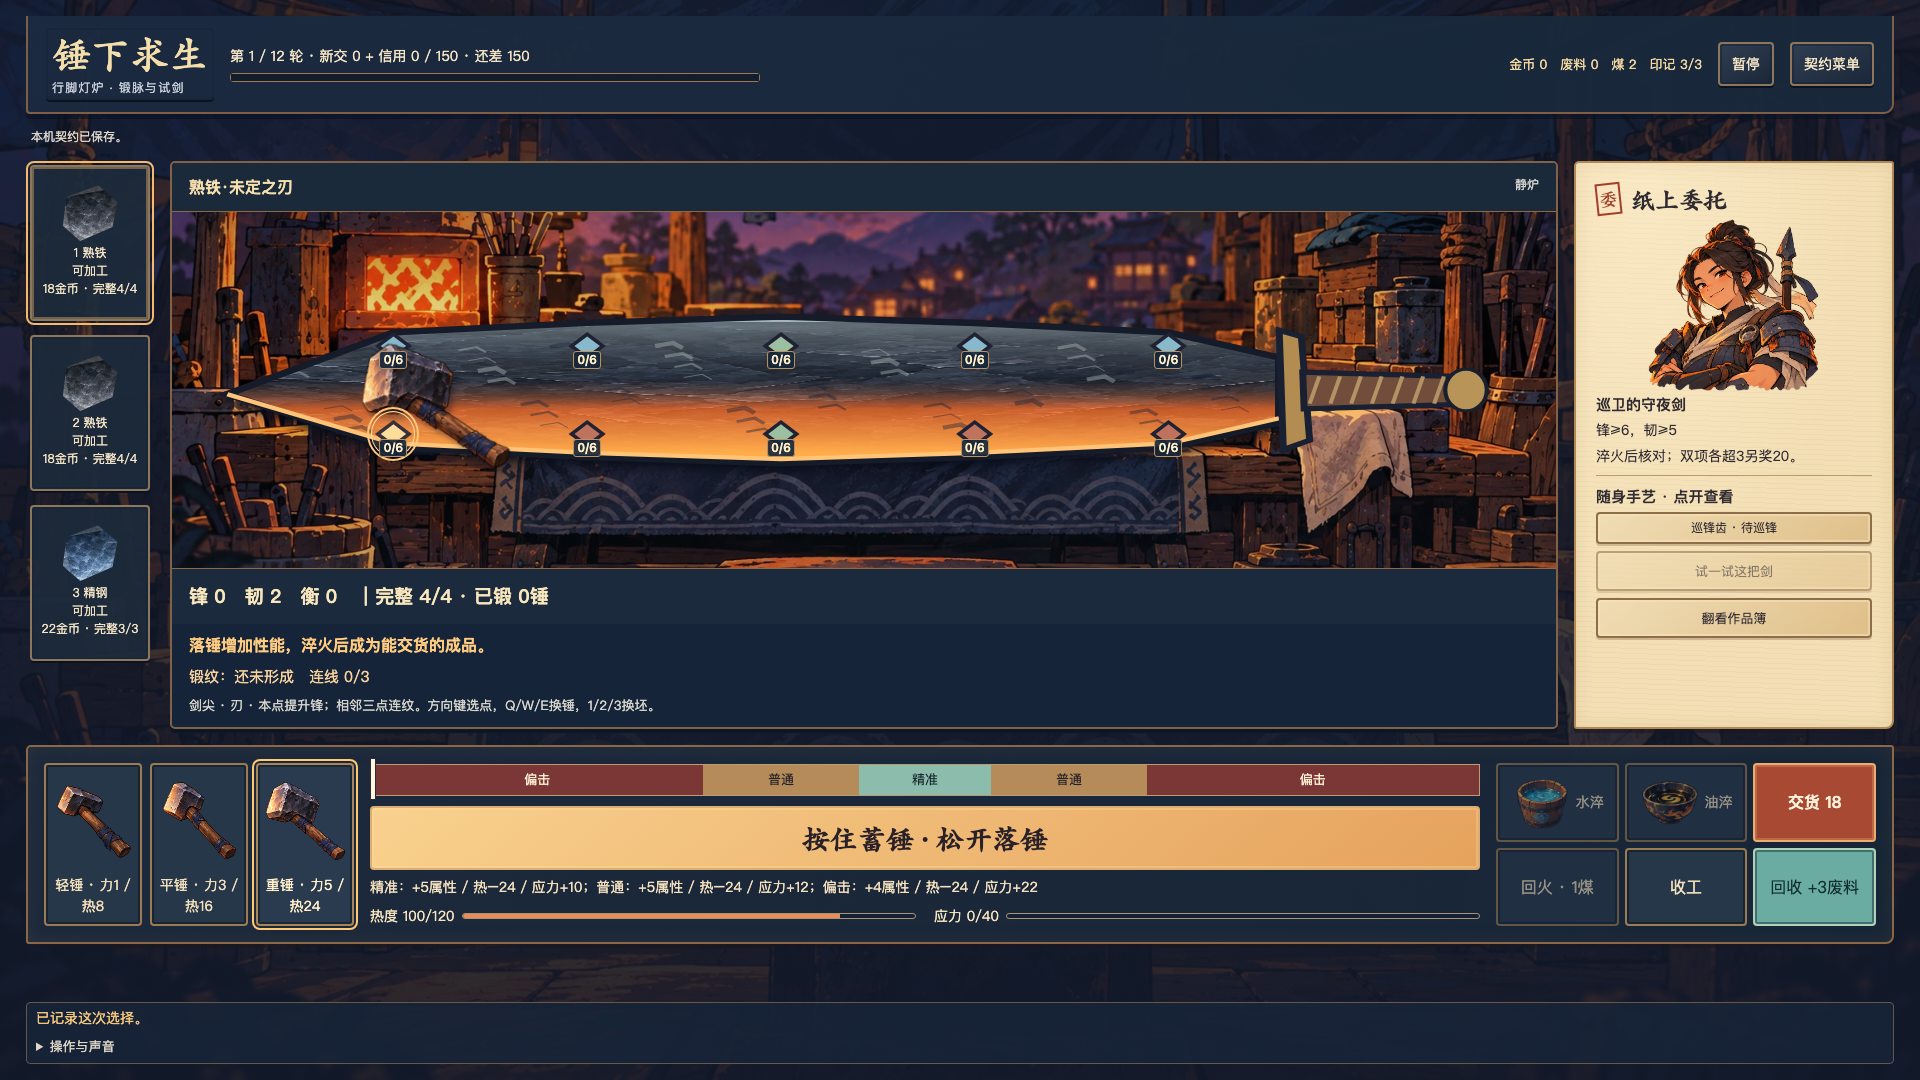 锤下求生
行脚灯炉 · 锻脉与试剑
第 1 / 12 轮 · 新交 0 + 信用 0 / 150 · 还差 150
金币 0 废料 0 煤 2 印记 3/3
暂停
契约菜单
本机契约已保存。
1 熟铁
可加工
18金币 · 完整4/4
2 熟铁
可加工
18金币 · 完整4/4
3 精钢
可加工
22金币 · 完整3/3
熟铁·未定之刃
静炉
0/6 0/6 0/6 0/6 0/6
0/6 0/6 0/6 0/6 0/6
锋 0 韧 2 衡 0 | 完整 4/4 · 已锻 0锤
落锤增加性能，淬火后成为能交货的成品。
锻纹：还未形成 连线 0/3
剑尖 · 刃 · 本点提升锋；相邻三点连纹。方向键选点，Q/W/E换锤，1/2/3换坯。
委
纸上委托
巡卫的守夜剑
锋≥6，韧≥5
淬火后核对；双项各超3另奖20。
随身手艺 · 点开查看
巡锋齿 · 待巡锋
试一试这把剑
翻看作品簿
轻锤 · 力1 /
热8
平锤 · 力3 /
热16
重锤 · 力5 /
热24
偏击 普通 精准 普通 偏击
按住蓄锤 · 松开落锤
精准：+5属性 / 热−24 / 应力+10；普通：+5属性 / 热−24 / 应力+12；偏击：+4属性 / 热−24 / 应力+22
热度 100/120 应力 0/40
水淬
油淬
交货 18
回火 · 1煤
收工
回收 +3废料
已记录这次选择。
▶ 操作与声音